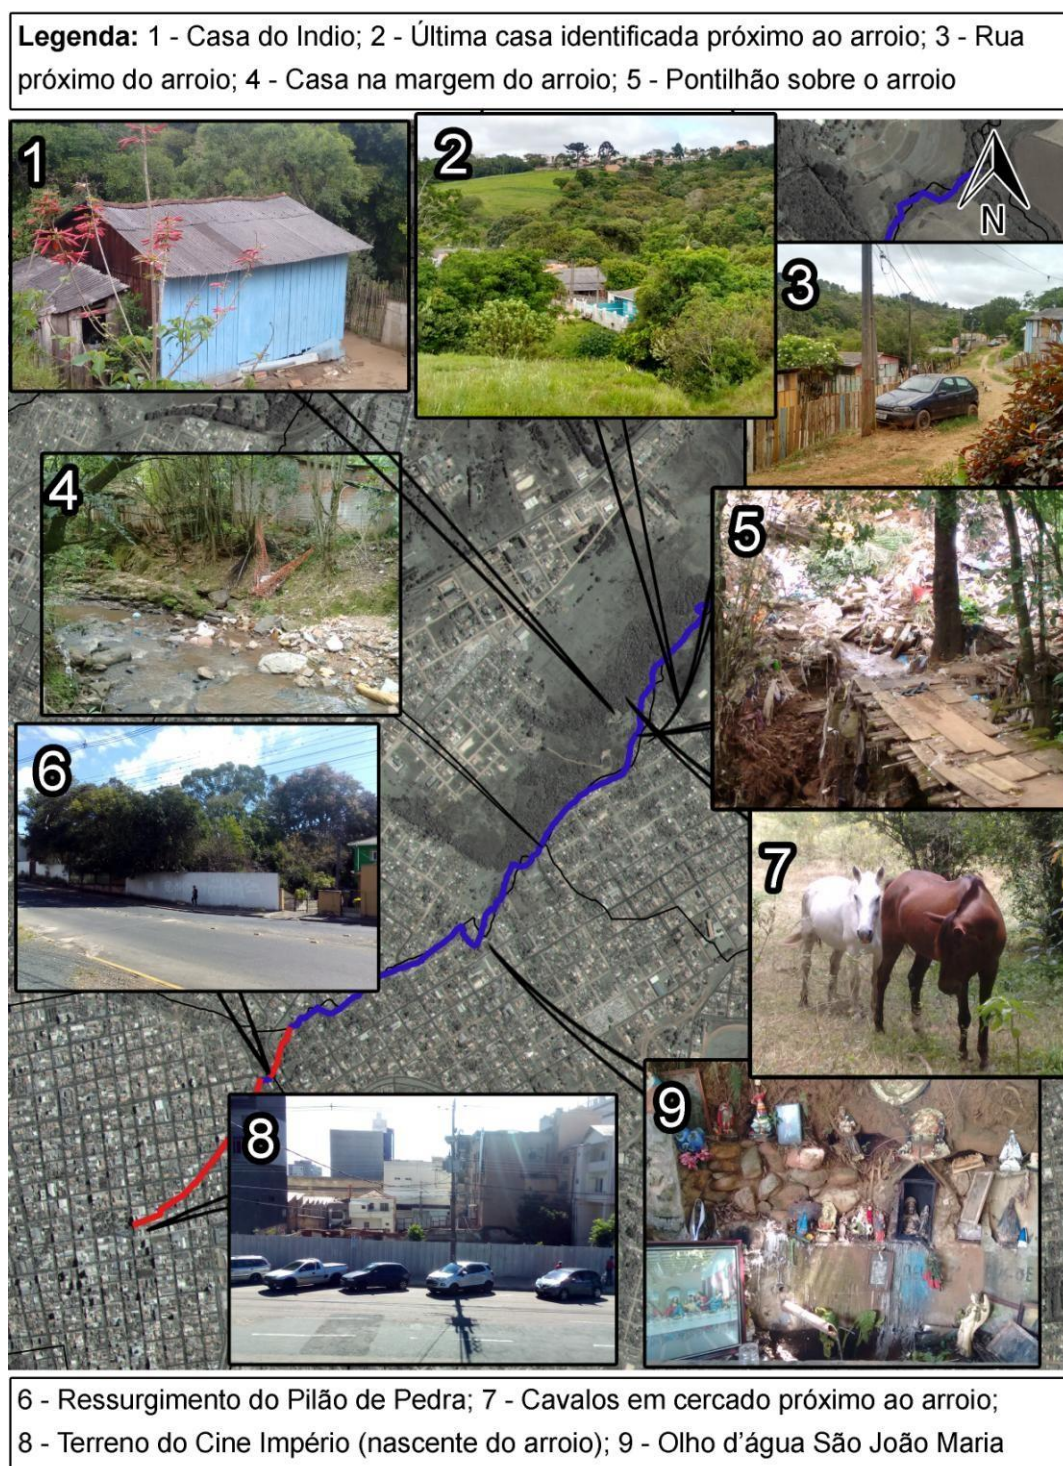 Legenda: 1 - Casa do Indio; 2 - Última casa identificada próximo ao arroio; 3 - Rua
próximo do arroio; 4 - Casa na margem do arroio; 5 - Pontilhão sobre o arroio
1
2
N
3
4
5
6
7
8
9
6 - Ressurgimento do Pilão de Pedra; 7 - Cavalos em cercado próximo ao arroio;
8 - Terreno do Cine Império (nascente do arroio); 9 - Olho d'água São João Maria